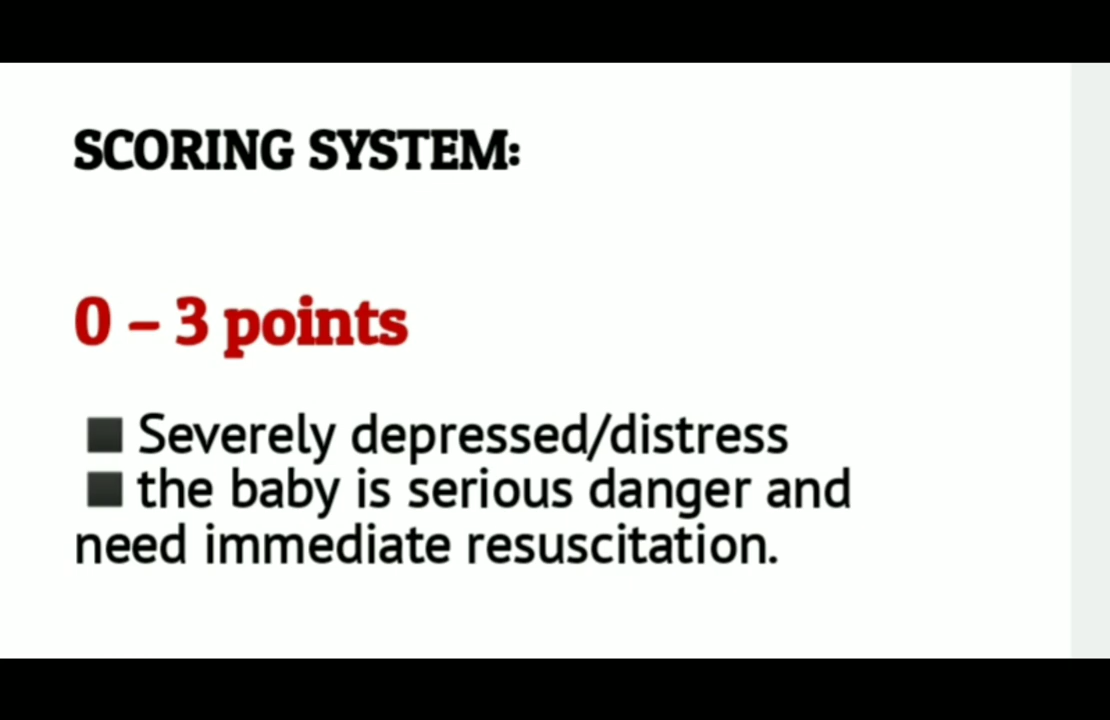 SCORING SYSTEM:
0 – 3 points
■ Severely depressed/distress
■ the baby is serious danger and
need immediate resuscitation.